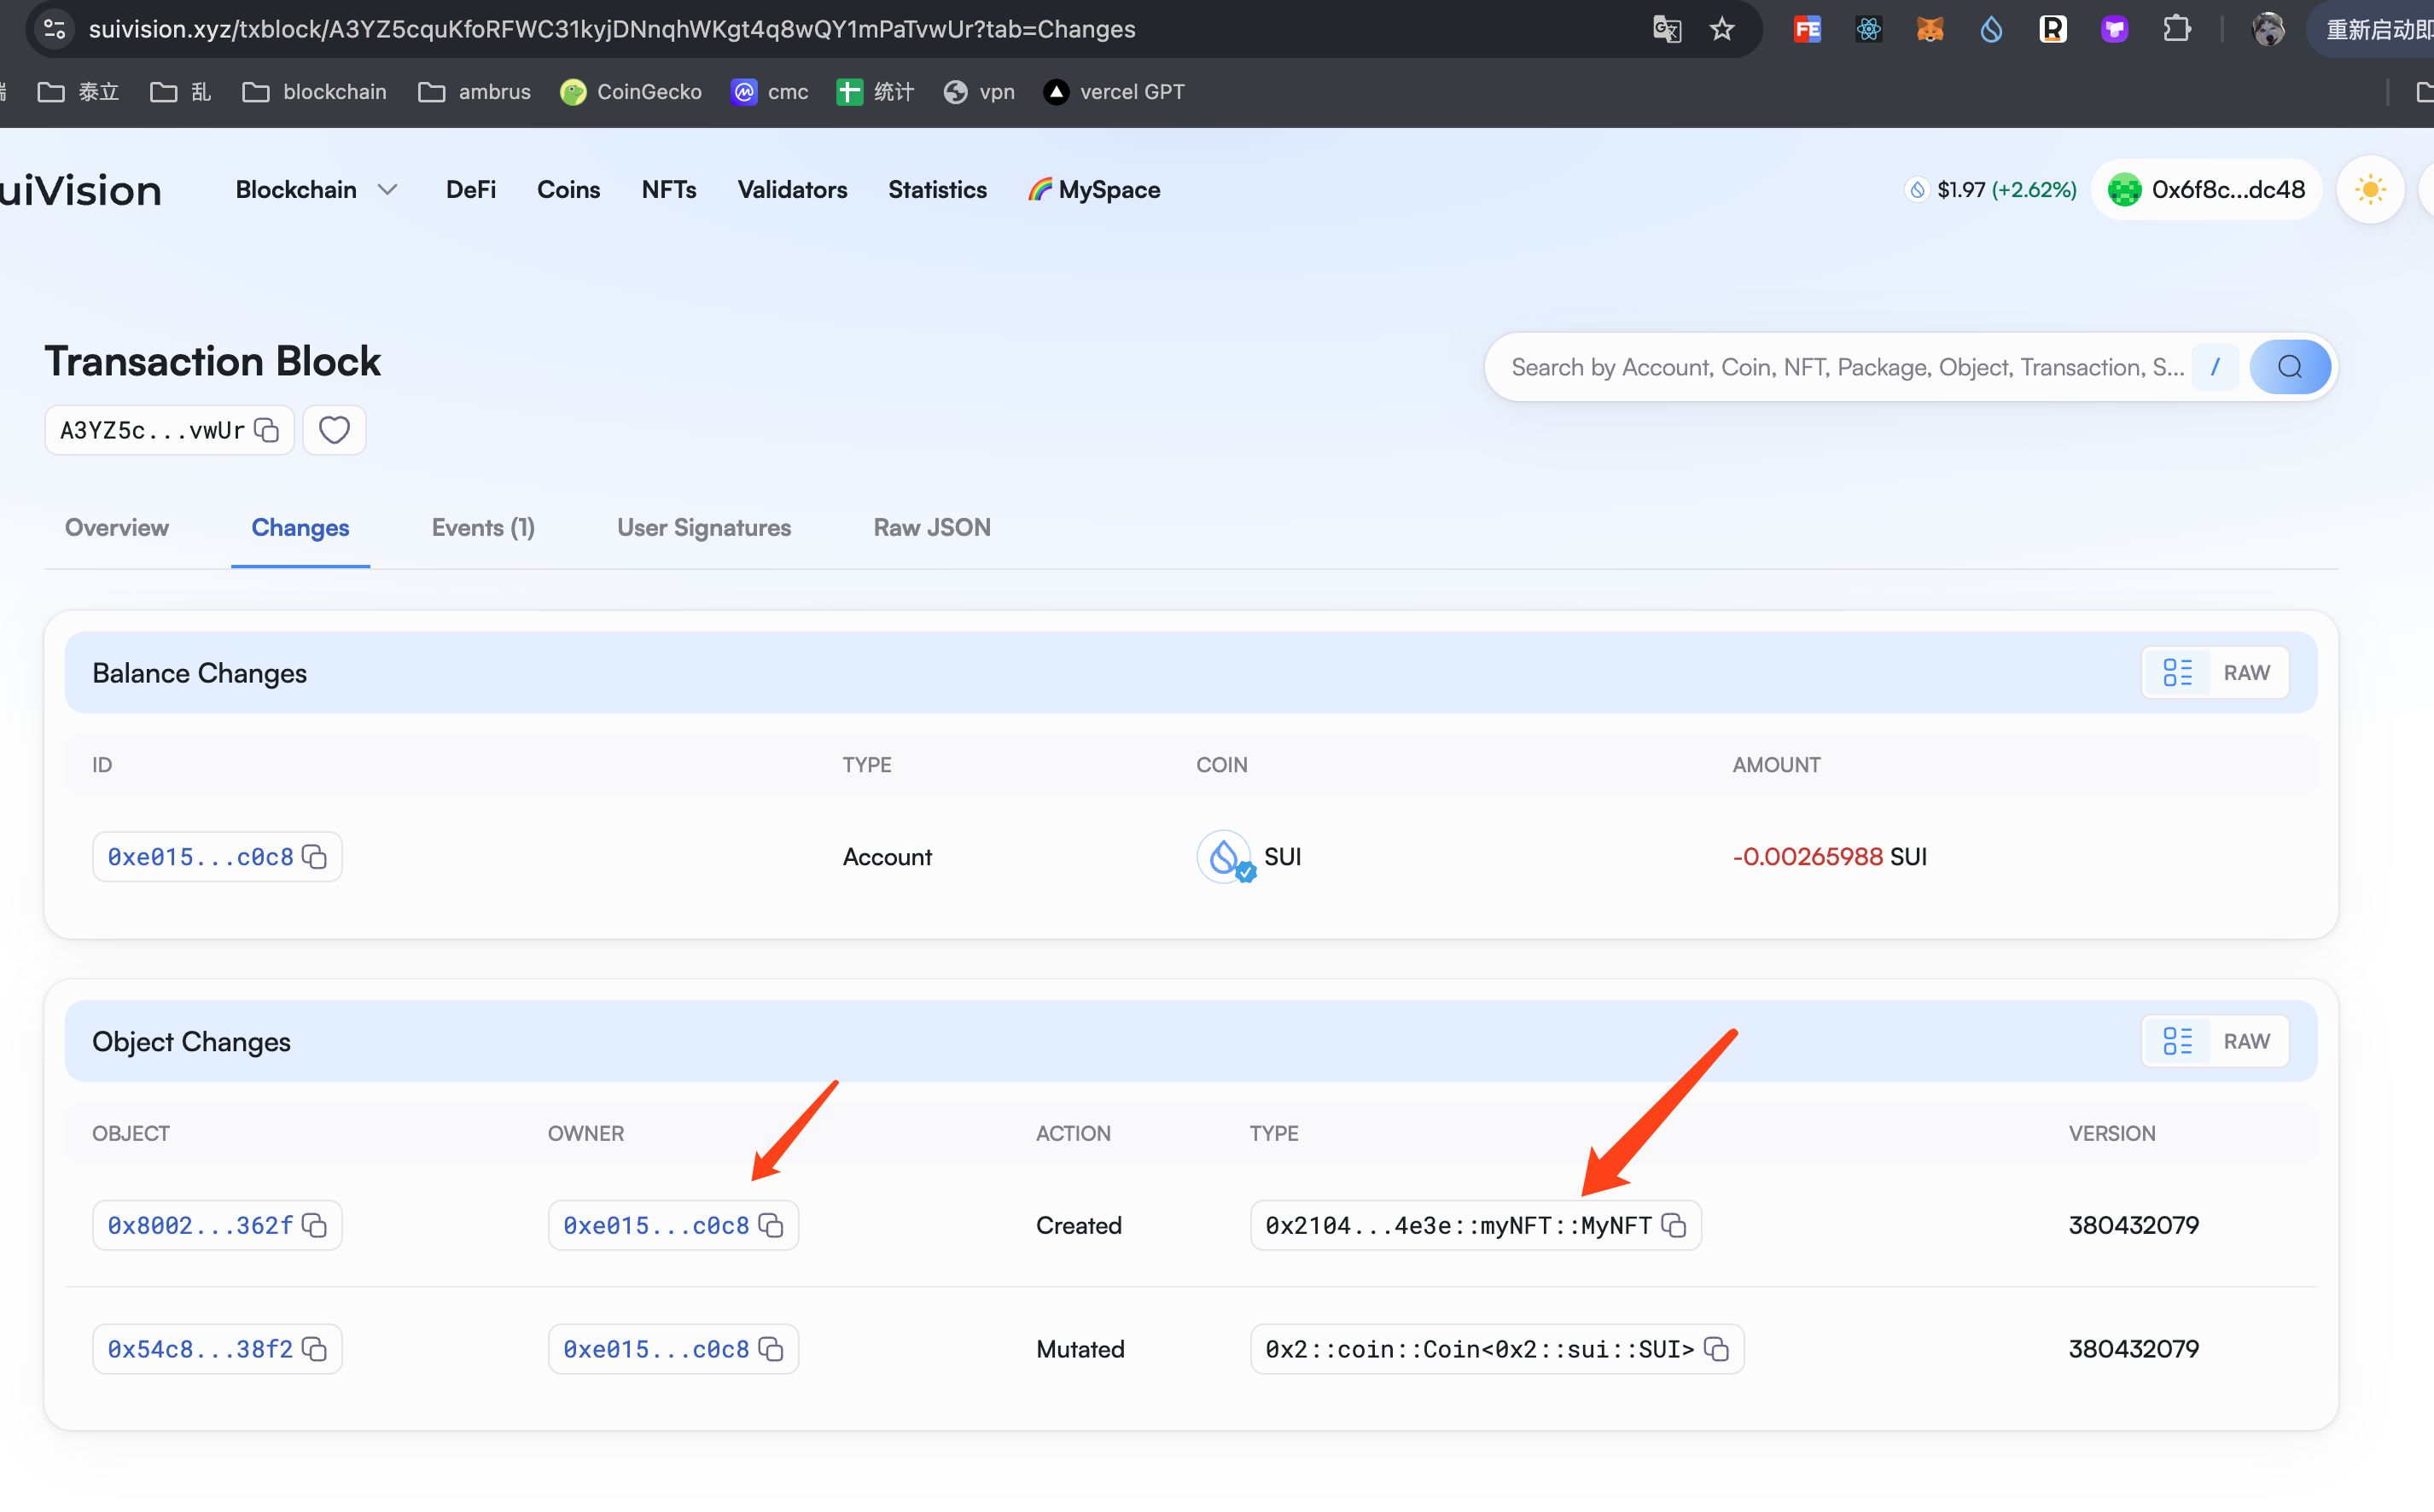 suivision.xyz/txblock/A3YZ5cquKfoRFWC31kyjDNnqhWKgt4q8wQY1mPaTvwUr?tab=Changes
重新启动即
泰立 乱 blockchain ambrus CoinGecko cmc 统计 vpn vercel GPT
uiVision Blockchain DeFi Coins NFTs Validators Statistics MySpace $1.97 (+2.62%) 0x6f8c...dc48
Transaction Block
Search by Account, Coin, NFT, Package, Object, Transaction, S... /
A3YZ5c...vwUr
Overview Changes Events (1) User Signatures Raw JSON
Balance Changes RAW
ID TYPE COIN AMOUNT
0xe015...c0c8 Account SUI -0.00265988 SUI
Object Changes RAW
OBJECT OWNER ACTION TYPE VERSION
0x8002...362f 0xe015...c0c8 Created 0x2104...4e3e::myNFT::MyNFT 380432079
0x54c8...38f2 0xe015...c0c8 Mutated 0x2::coin::Coin<0x2::sui::SUI> 380432079